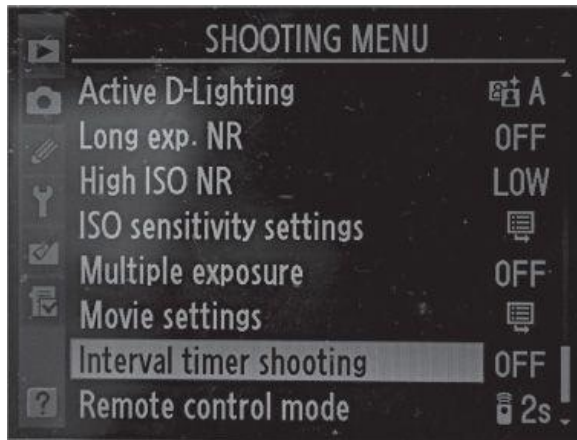 SHOOTING MENU
Active D-Lighting A
Long exp. NR OFF
High ISO NR LOW
ISO sensitivity settings
Multiple exposure OFF
Movie settings
Interval timer shooting OFF
? Remote control mode 2s